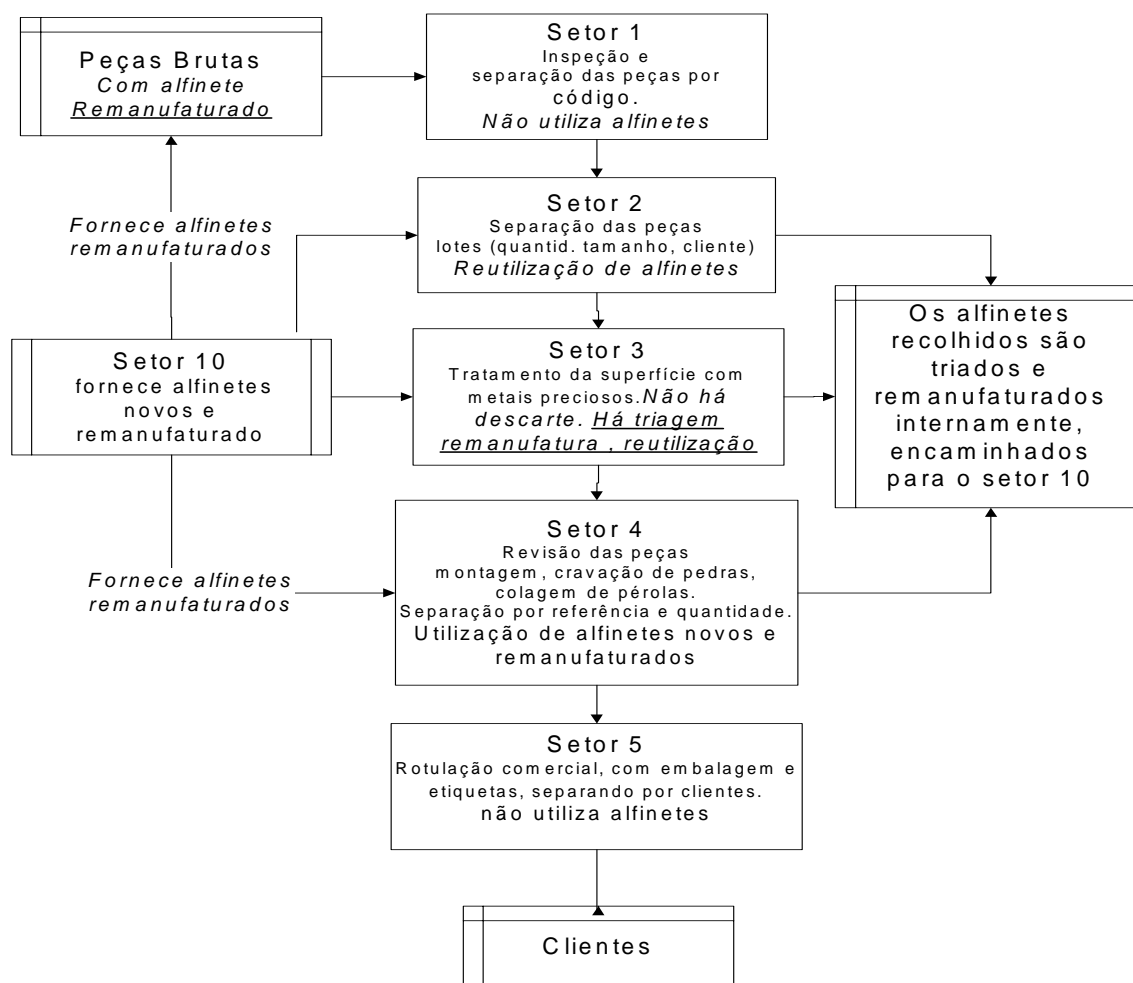 Peças Brutas
Com alfinete
Remanufaturado
Setor 1
Inspeção e
separação das peças por
código.
Não utiliza alfinetes
Fornece alfinetes
remanufaturados
Setor 2
Separação das peças
lotes (quantid. tamanho, cliente)
Reutilização de alfinetes
Setor 10
fornece alfinetes
novos e
remanufaturado
Setor 3
Tratamento da superfície com
metais preciosos.Não há
descarte. Há triagem
remanufatura , reutilização
Os alfinetes
recolhidos são
triados e
remanufaturados
internamente,
encaminhados
para o setor 10
Fornece alfinetes
remanufaturados
Setor 4
Revisão das peças
montagem, cravação de pedras,
colagem de pérolas.
Separação por referência e quantidade.
Utilização de alfinetes novos e
remanufaturados
Setor 5
Rotulação comercial, com embalagem e
etiquetas, separando por clientes.
não utiliza alfinetes
Clientes